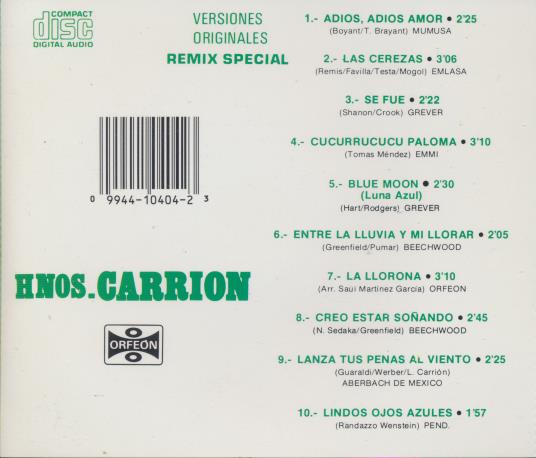 COMPACT
disc
DIGITAL AUDIO
VERSIONES
ORIGINALES
REMIX SPECIAL
0 9944-10404-2 3
HNOS.CARRION
ORFEON
1.- ADIOS, ADIOS AMOR • 2'25
(Boyant/T. Brayant) MUMUSA
2.- LAS CEREZAS • 3'06
(Remis/Favilla/Testa/Mogol) EMLASA
3.- SE FUE • 2'22
(Shanon/Crook) GREVER
4.- CUCURRUCUCU PALOMA • 3'10
(Tomas Méndez) EMMI
5.- BLUE MOON • 2'30
(Luna Azul)
(Hart/Rodgers) GREVER
6.- ENTRE LA LLUVIA Y MI LLORAR • 2'05
(Greenfield/Pumar) BEECHWOOD
7.- LA LLORONA • 3'10
(Arr. Saúl Martínez García) ORFEON
8.- CREO ESTAR SOÑANDO • 2'45
(N. Sedaka/Greenfield) BEECHWOOD
9.- LANZA TUS PENAS AL VIENTO • 2'25
(Guaraldi/Werber/L. Carrión)
ABERBACH DE MEXICO
10.- LINDOS OJOS AZULES • 1'57
(Randazzo Wenstein) PEND.